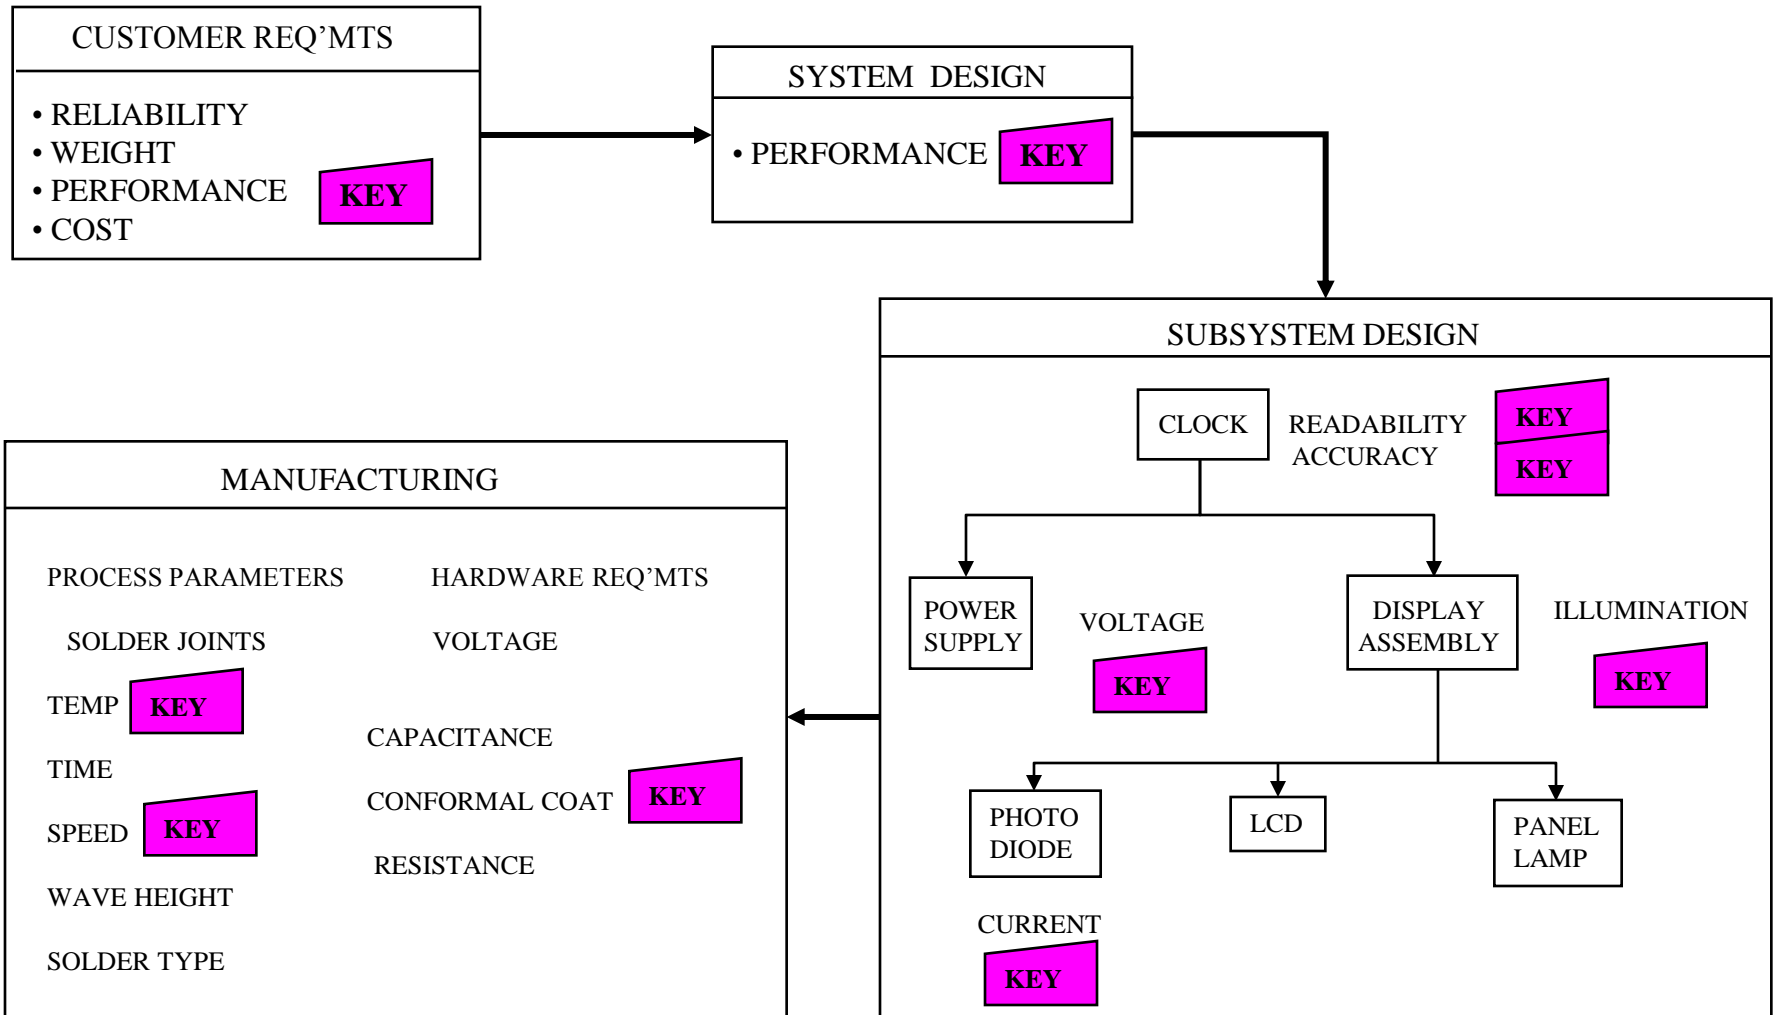 CUSTOMER REQ’MTS
• RELIABILITY
• WEIGHT
• PERFORMANCE
• COST
KEY
SYSTEM DESIGN
• PERFORMANCE KEY
SUBSYSTEM DESIGN
CLOCK
READABILITY KEY
ACCURACY KEY
POWER
SUPPLY
VOLTAGE
KEY
DISPLAY
ASSEMBLY
ILLUMINATION
KEY
PHOTO
DIODE
LCD
PANEL
LAMP
CURRENT
KEY
MANUFACTURING
PROCESS PARAMETERS
SOLDER JOINTS
TEMP KEY
TIME
SPEED KEY
WAVE HEIGHT
SOLDER TYPE
HARDWARE REQ’MTS
VOLTAGE
CAPACITANCE
CONFORMAL COAT KEY
RESISTANCE